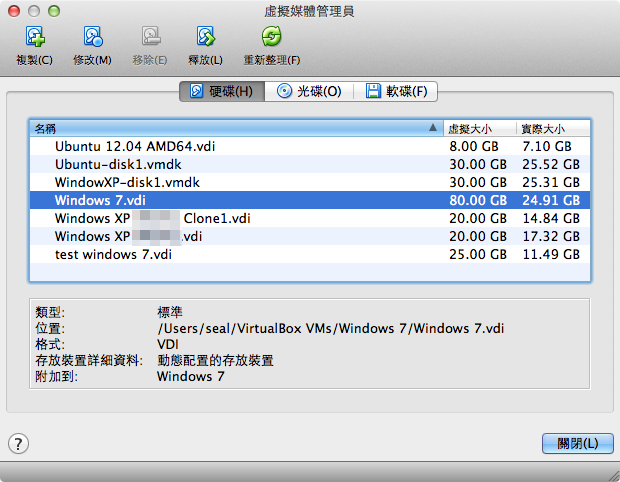 虛擬媒體管理員
複製(C) 修改(M) 移除(E) 釋放(L) 重新整理(F)
硬碟(H) 光碟(O) 軟碟(F)
名稱 虛擬大小 實際大小
Ubuntu 12.04 AMD64.vdi 8.00 GB 7.10 GB
Ubuntu-disk1.vmdk 30.00 GB 25.52 GB
WindowXP-disk1.vmdk 30.00 GB 25.31 GB
Windows 7.vdi 80.00 GB 24.91 GB
Windows XP Clone1.vdi 20.00 GB 14.84 GB
Windows XP .vdi 20.00 GB 17.32 GB
test windows 7.vdi 25.00 GB 11.49 GB
類型: 標準
位置: /Users/seal/VirtualBox VMs/Windows 7/Windows 7.vdi
格式: VDI
存放裝置詳細資料: 動態配置的存放裝置
附加到: Windows 7
? 關閉(L)